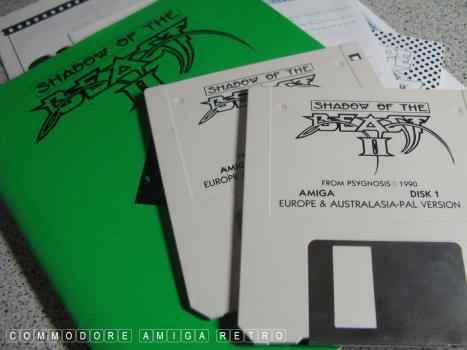 SHADOW OF THE
BEAST
II
SHADOW OF THE
BEAST
FROM
AMIGA
EUROPE
SHADOW OF THE
BEAST
II
FROM PSYGNOSIS © 1990
AMIGA DISK 1
EUROPE & AUSTRALASIA-PAL VERSION
COMMODORE AMIGA RETRO